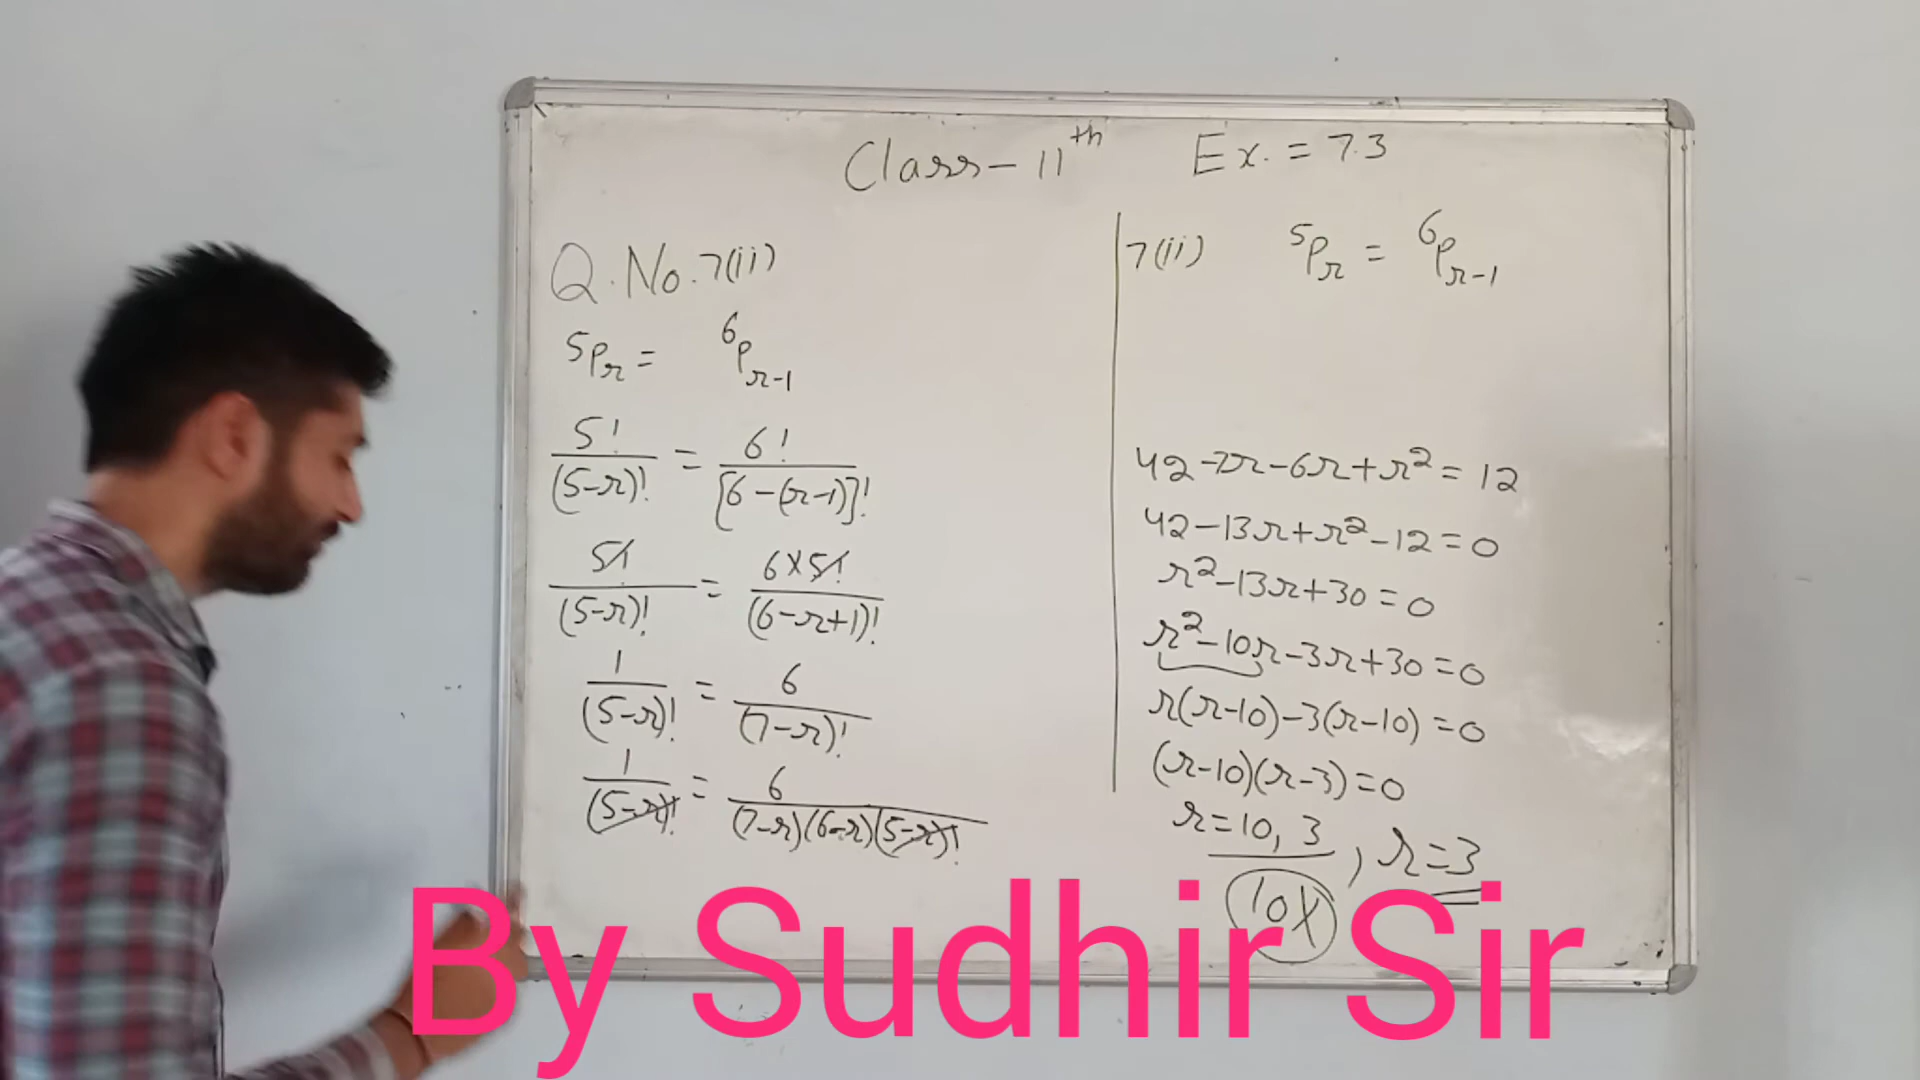 Class-11th Ex. = 7.3
Q.No.7(ii)
5Pr = 6Pr-1
5!/(5-r)! = 6!/[6-(r-1)]!
5!/(5-r)! = 6×5!/(6-r+1)!
1/(5-r)! = 6/(7-r)!
1/(5-r)! = 6/(7-r)(6-r)(5-r)!
7(ii) 5Pr = 6Pr-1
42-7r-6r+r²=12
42-13r+r²-12=0
r²-13r+30=0
r²-10r-3r+30=0
r(r-10)-3(r-10)=0
(r-10)(r-3)=0
r=10, 3, r=3
10X
By Sudhir Sir